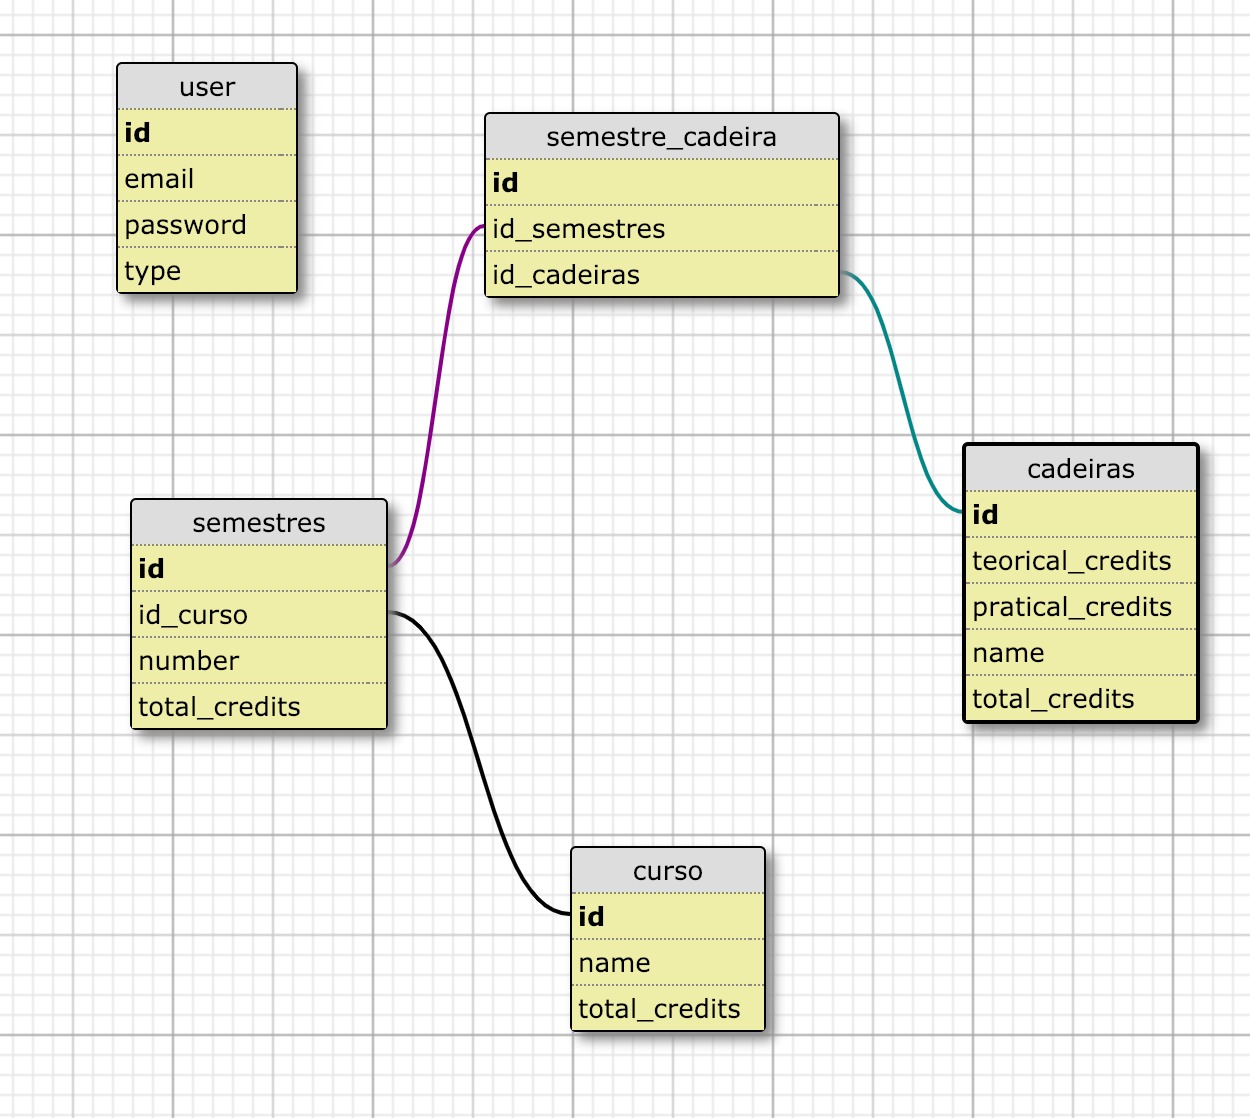 user
id
email
password
type
semestre_cadeira
id
id_semestres
id_cadeiras
cadeiras
id
teorical_credits
pratical_credits
name
total_credits
semestres
id
id_curso
number
total_credits
curso
id
name
total_credits